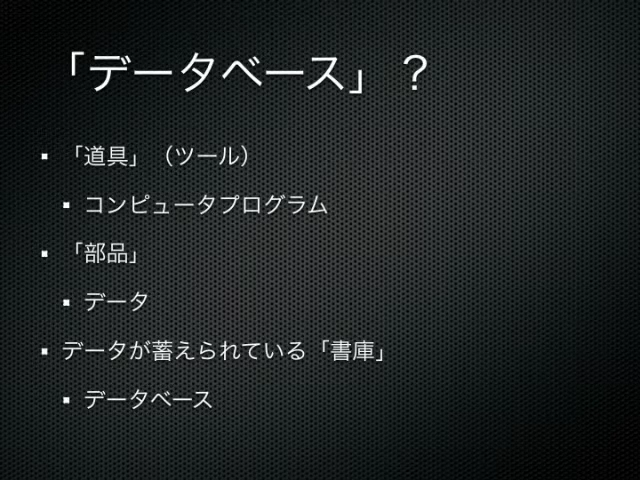 「データベース」？
「道具」（ツール）
コンピュータプログラム
「部品」
データ
データが蓄えられている「書庫」
データベース